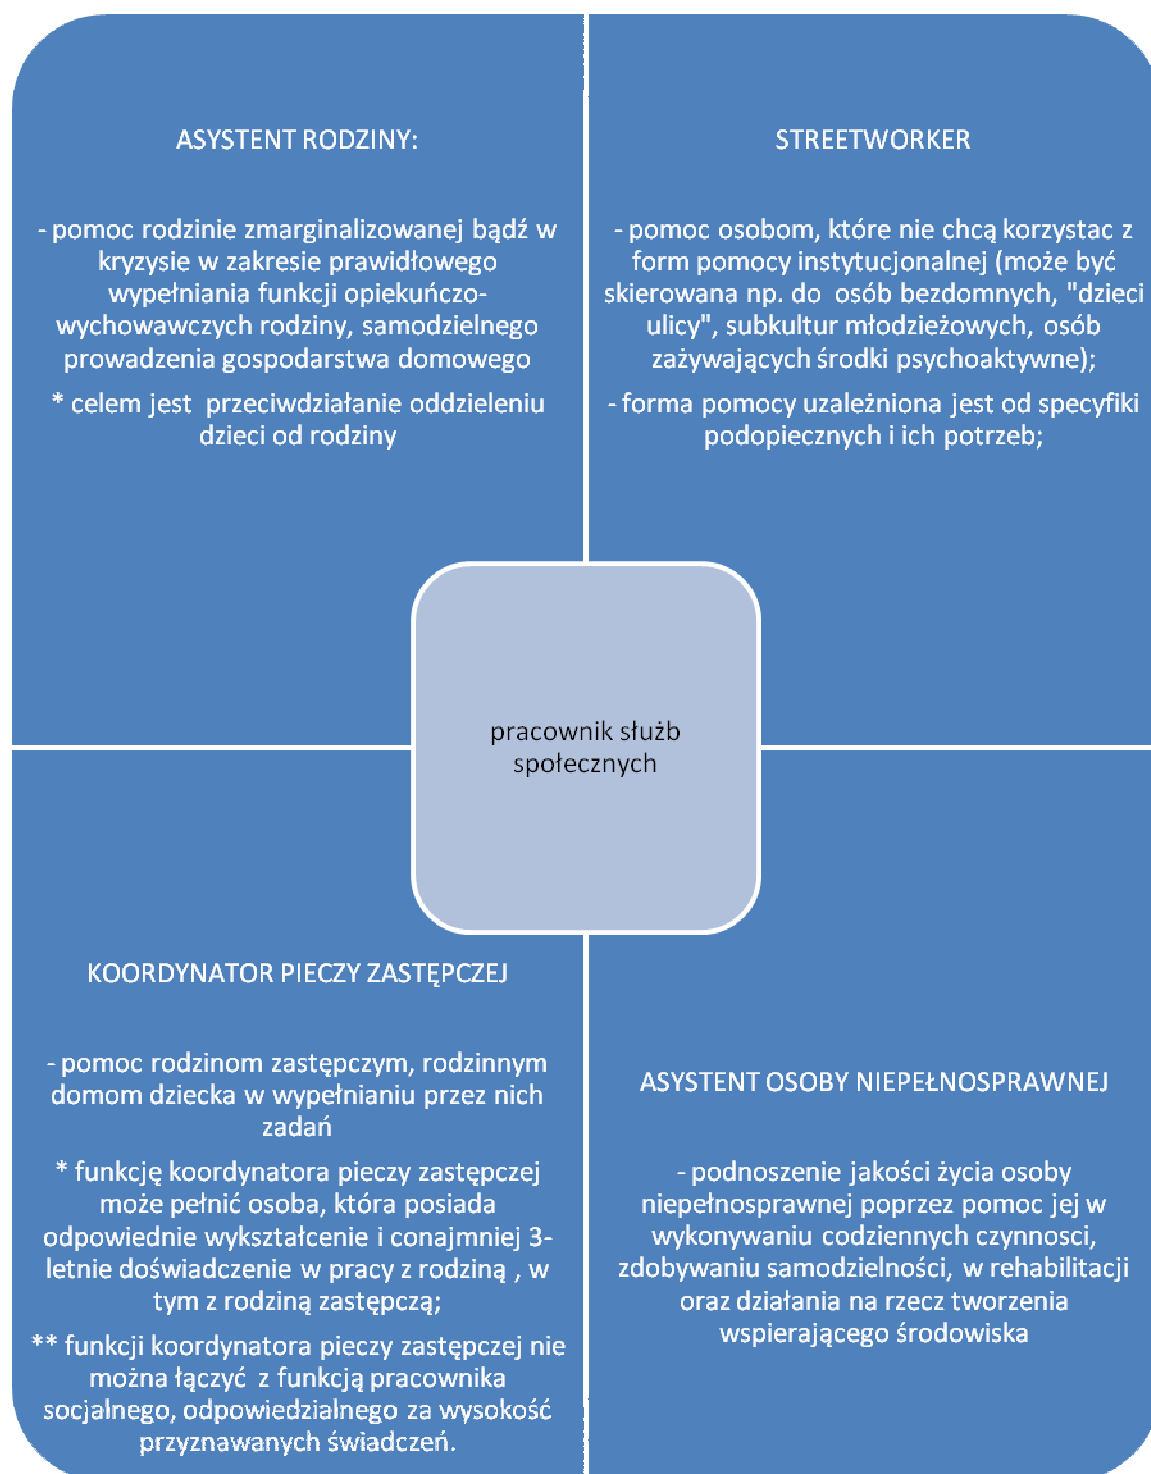 ASYSTENT RODZINY:
- pomoc rodzinie zmarginalizowanej bądź w
kryzysie w zakresie prawidłowego
wypełniania funkcji opiekuńczo-
wychowawczych rodziny, samodzielnego
prowadzenia gospodarstwa domowego
* celem jest przeciwdziałanie oddzieleniu
dzieci od rodziny
STREETWORKER
- pomoc osobom, które nie chcą korzystac z
form pomocy instytucjonalnej (może być
skierowana np. do osób bezdomnych, "dzieci
ulicy", subkultur młodzieżowych, osób
zażywających środki psychoaktywne);
- forma pomocy uzależniona jest od specyfiki
podopiecznych i ich potrzeb;
pracownik służb
społecznych
KOORDYNATOR PIECZY ZASTĘPCZEJ
- pomoc rodzinom zastępczym, rodzinnym
domom dziecka w wypełnianiu przez nich
zadań
* funkcję koordynatora pieczy zastępczej
może pełnić osoba, która posiada
odpowiednie wykształcenie i conajmniej 3-
letnie doświadczenie w pracy z rodziną , w
tym z rodziną zastępczą;
** funkcji koordynatora pieczy zastępczej nie
można łączyć z funkcją pracownika
socjalnego, odpowiedzialnego za wysokość
przyznawanych świadczeń.
ASYSTENT OSOBY NIEPEŁNOSPRAWNEJ
- podnoszenie jakości życia osoby
niepełnosprawnej poprzez pomoc jej w
wykonywaniu codziennych czynnosci,
zdobywaniu samodzielności, w rehabilitacji
oraz działania na rzecz tworzenia
wspierającego środowiska